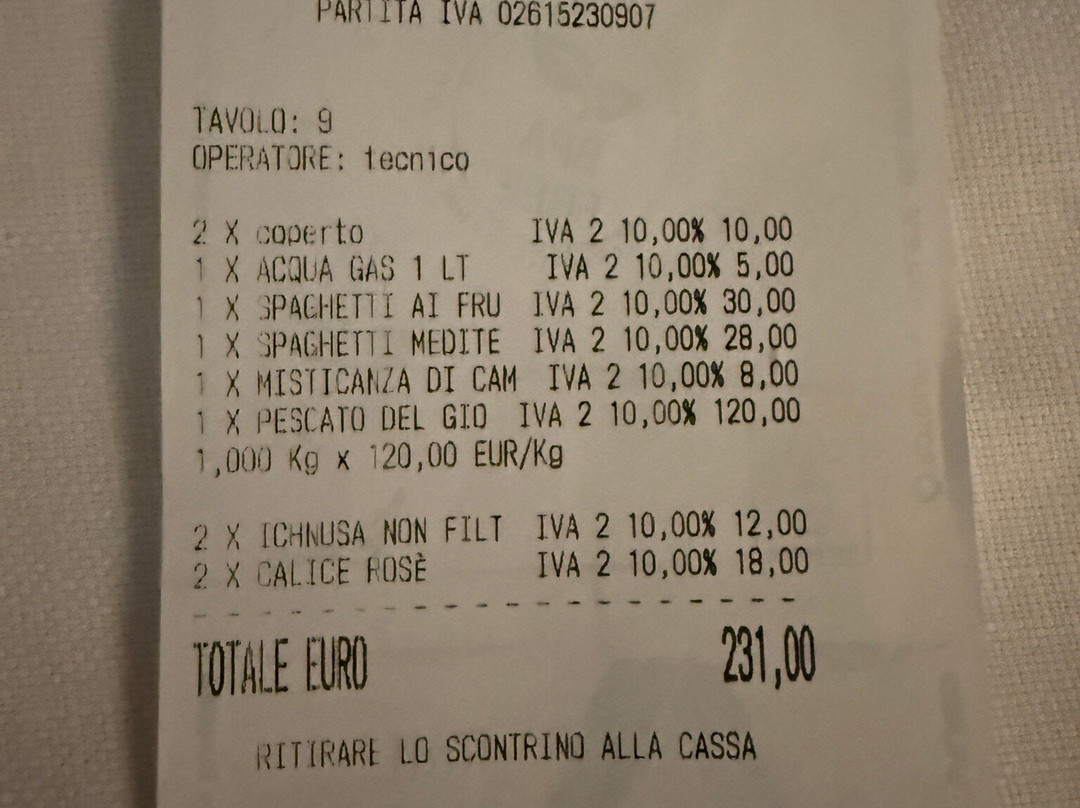 PARTITA IVA 02615230907
TAVOLO: 9
OPERATORE: tecnico
2 X coperto IVA 2 10,00% 10,00
1 X ACQUA GAS 1 LT IVA 2 10,00% 5,00
1 X SPAGHETTI AI FRU IVA 2 10,00% 30,00
1 X SPAGHETTI MEDITE IVA 2 10,00% 28,00
1 X MISTICANZA DI CAM IVA 2 10,00% 8,00
1 X PESCATO DEL GIO IVA 2 10,00% 120,00
1,000 Kg x 120,00 EUR/Kg
2 X ICHNUSA NON FILT IVA 2 10,00% 12,00
2 X CALICE ROSÈ IVA 2 10,00% 18,00
TOTALE EURO 231,00
RITIRARE LO SCONTRINO ALLA CASSA